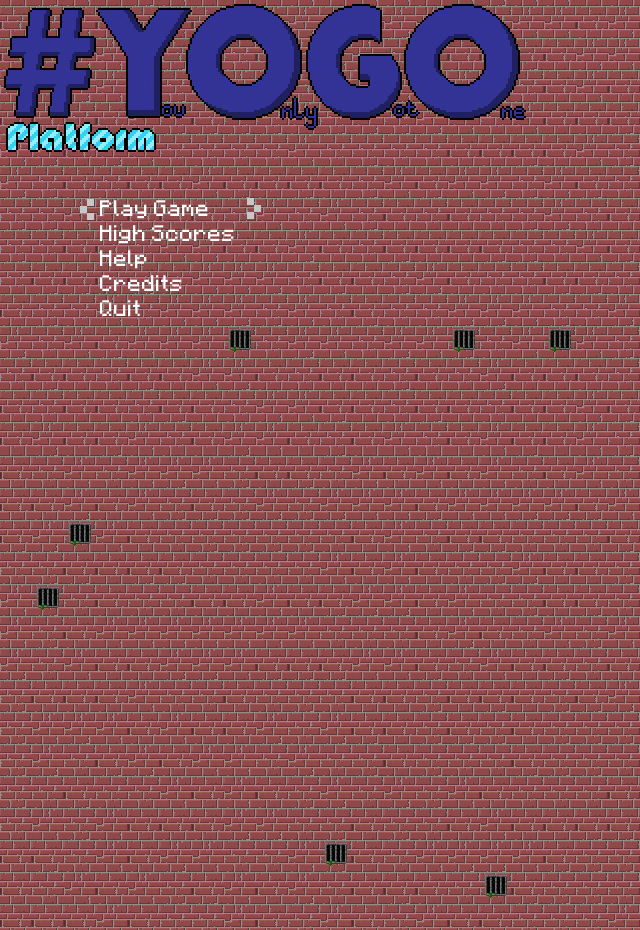 #YOGO
ou nly ot ne
Platform
Play Game
High Scores
Help
Credits
Quit